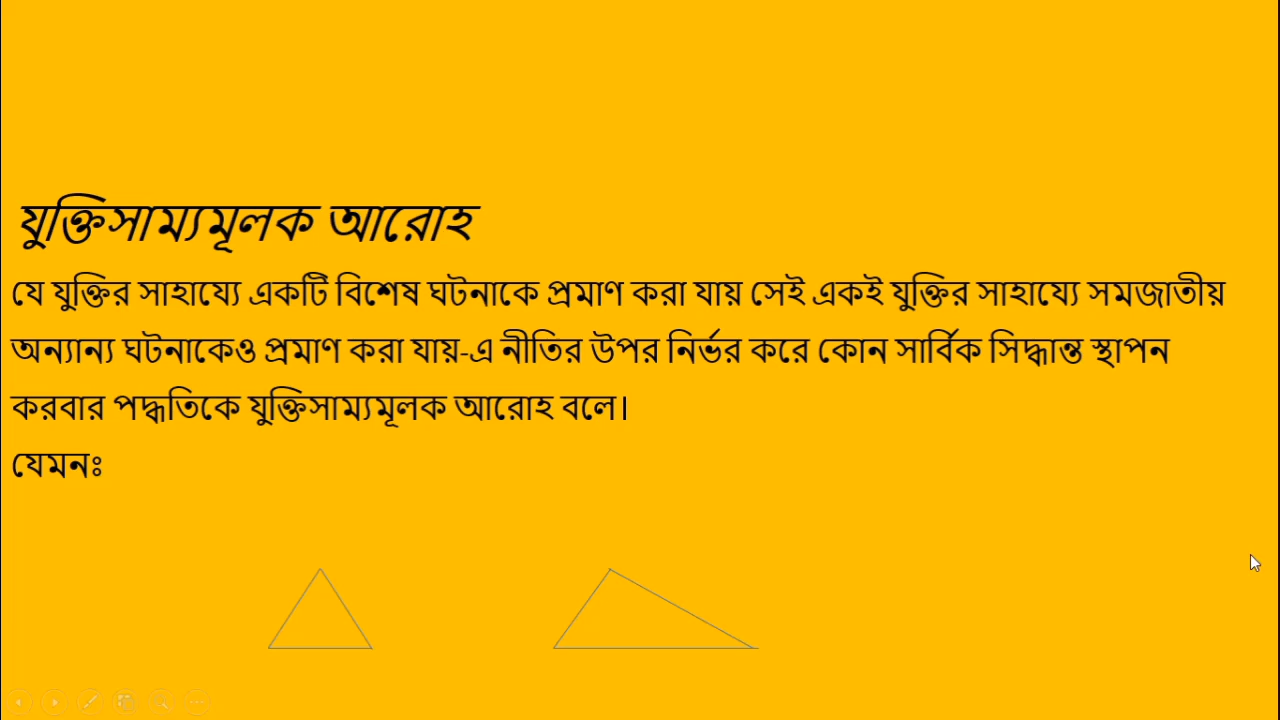 যুক্তিসাম্যমূলক আরোহ
যে যুক্তির সাহায্যে একটি বিশেষ ঘটনাকে প্রমাণ করা যায় সেই একই যুক্তির সাহায্যে সমজাতীয়
অন্যান্য ঘটনাকেও প্রমাণ করা যায়-এ নীতির উপর নির্ভর করে কোন সার্বিক সিদ্ধান্ত স্থাপন
করবার পদ্ধতিকে যুক্তিসাম্যমূলক আরোহ বলে।
যেমনঃ